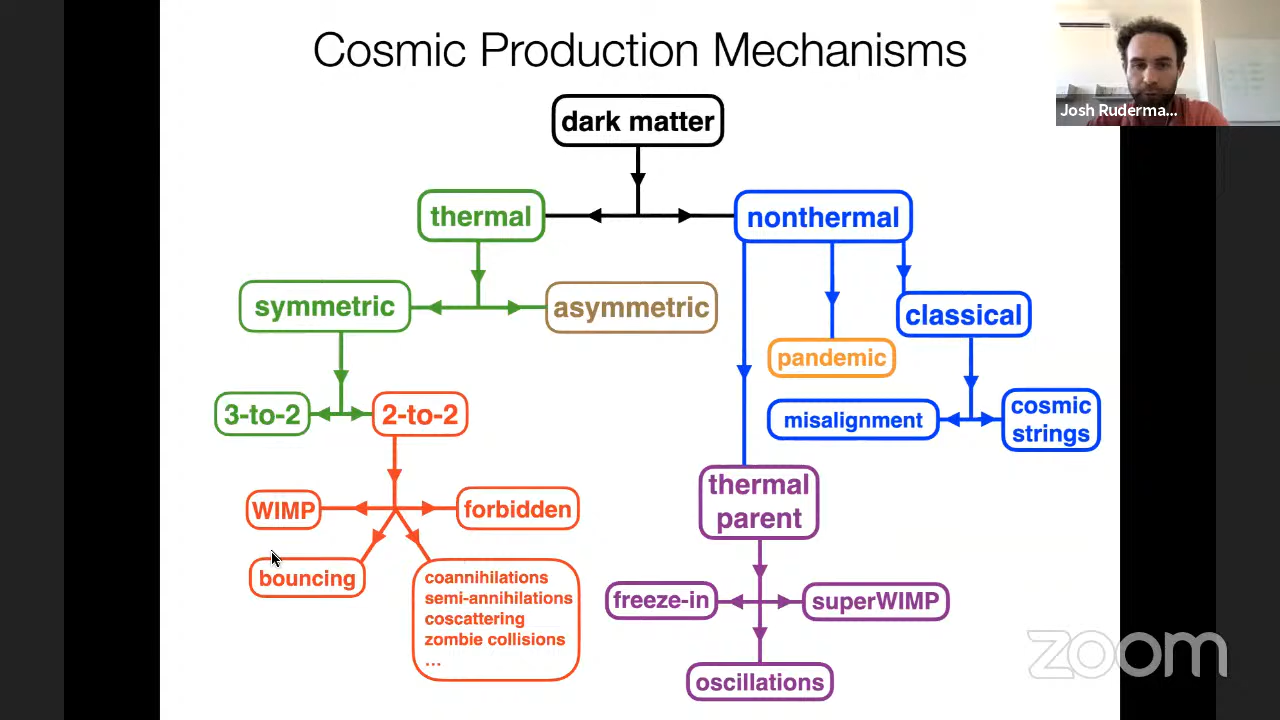 Cosmic Production Mechanisms
Josh Ruderma...
dark matter
thermal
nonthermal
symmetric
asymmetric
classical
pandemic
3-to-2
2-to-2
misalignment
cosmic
strings
thermal
parent
WIMP
forbidden
bouncing
coannihilations
semi-annihilations
coscattering
zombie collisions
...
freeze-in
superWIMP
oscillations
zoom